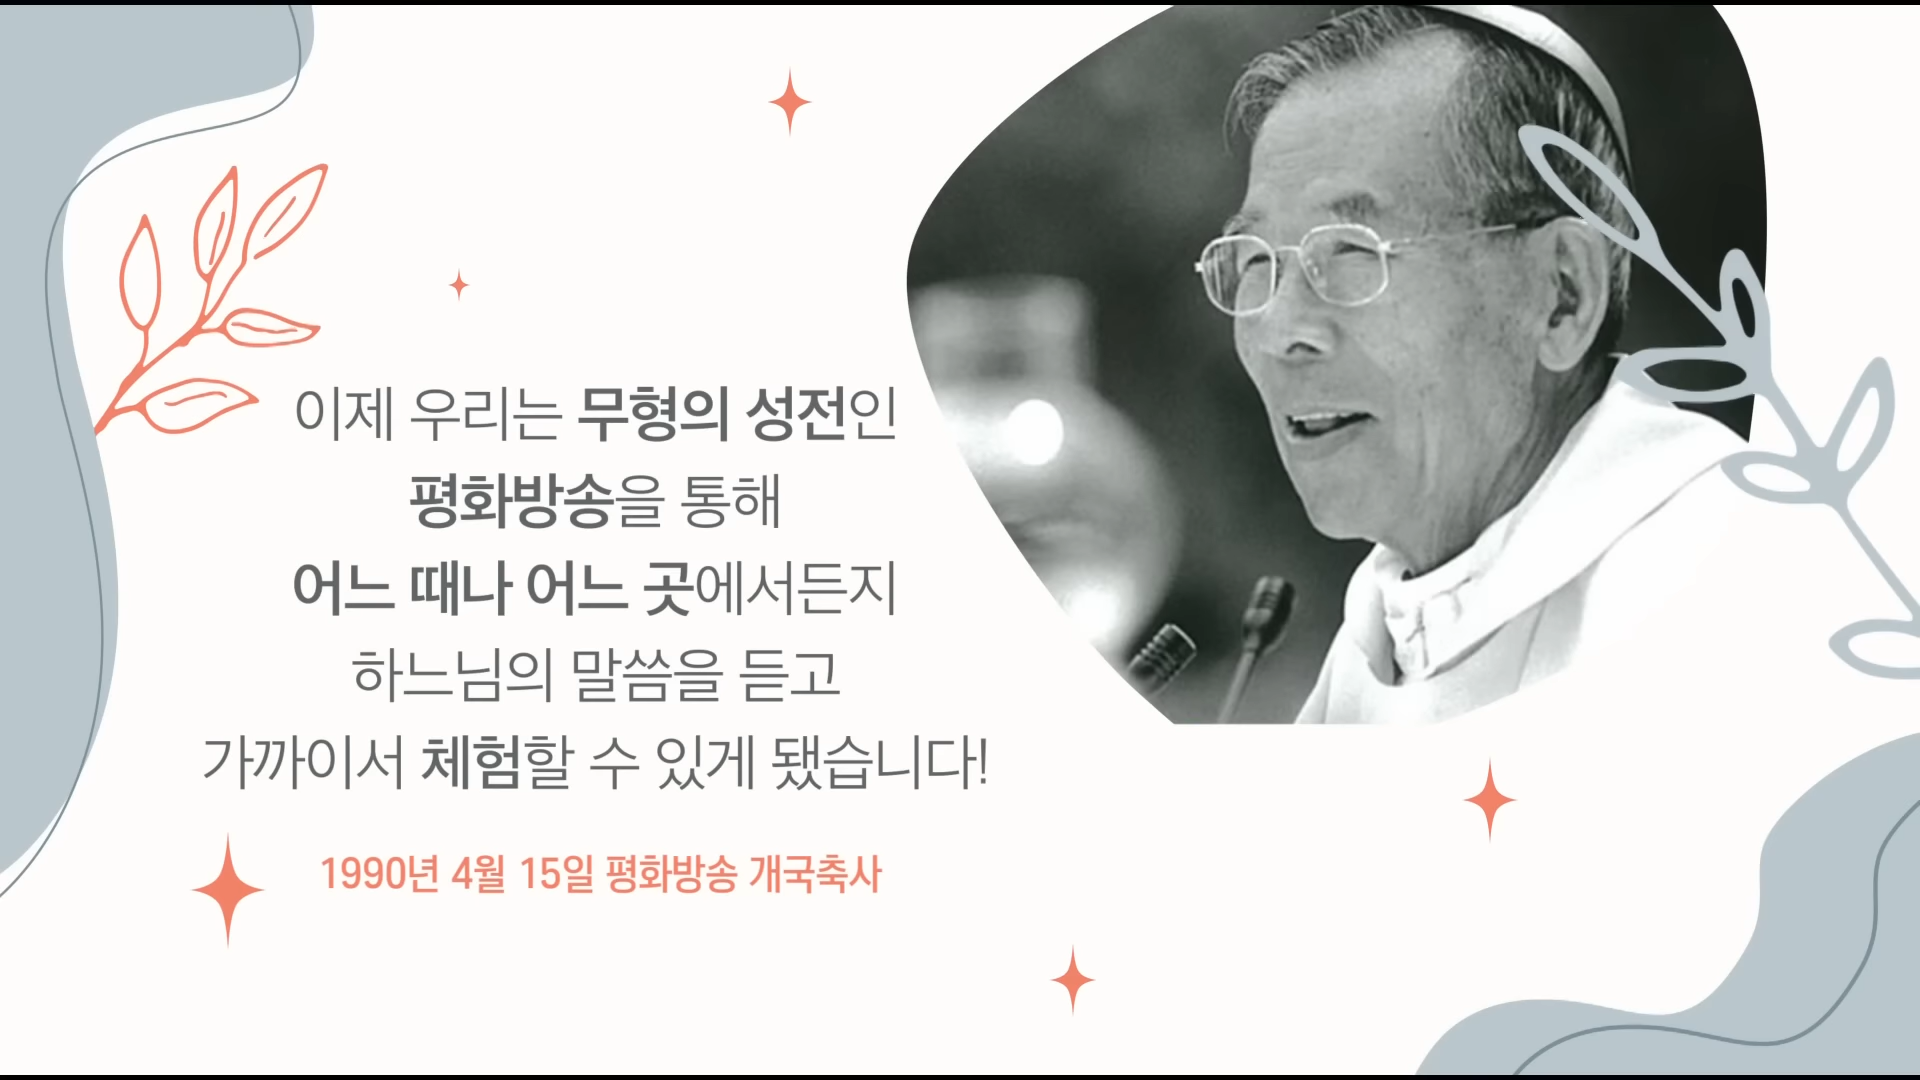 이제 우리는 무형의 성전인
평화방송을 통해
어느 때나 어느 곳에서든지
하느님의 말씀을 듣고
가까이서 체험할 수 있게 됐습니다!
1990년 4월 15일 평화방송 개국축사